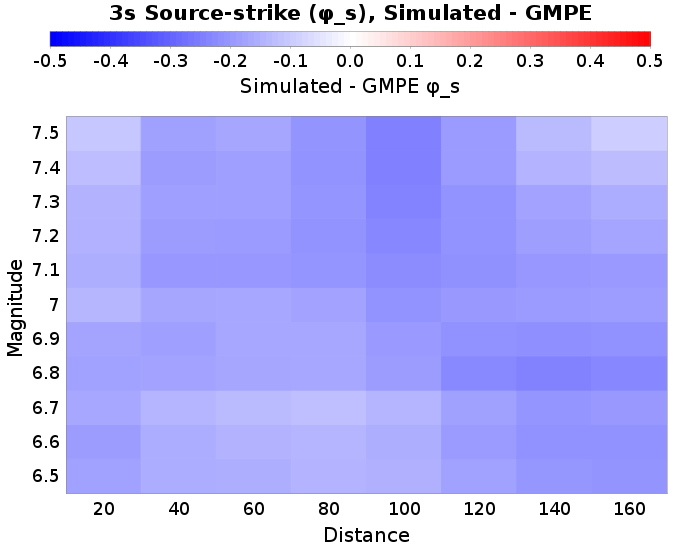 3s Source-strike (φ_s), Simulated - GMPE
-0.5 -0.4 -0.3 -0.2 -0.1 0.0 0.1 0.2 0.3 0.4 0.5
Simulated - GMPE φ_s
Magnitude
7.5
7.4
7.3
7.2
7.1
7
6.9
6.8
6.7
6.6
6.5
20 40 60 80 100 120 140 160
Distance